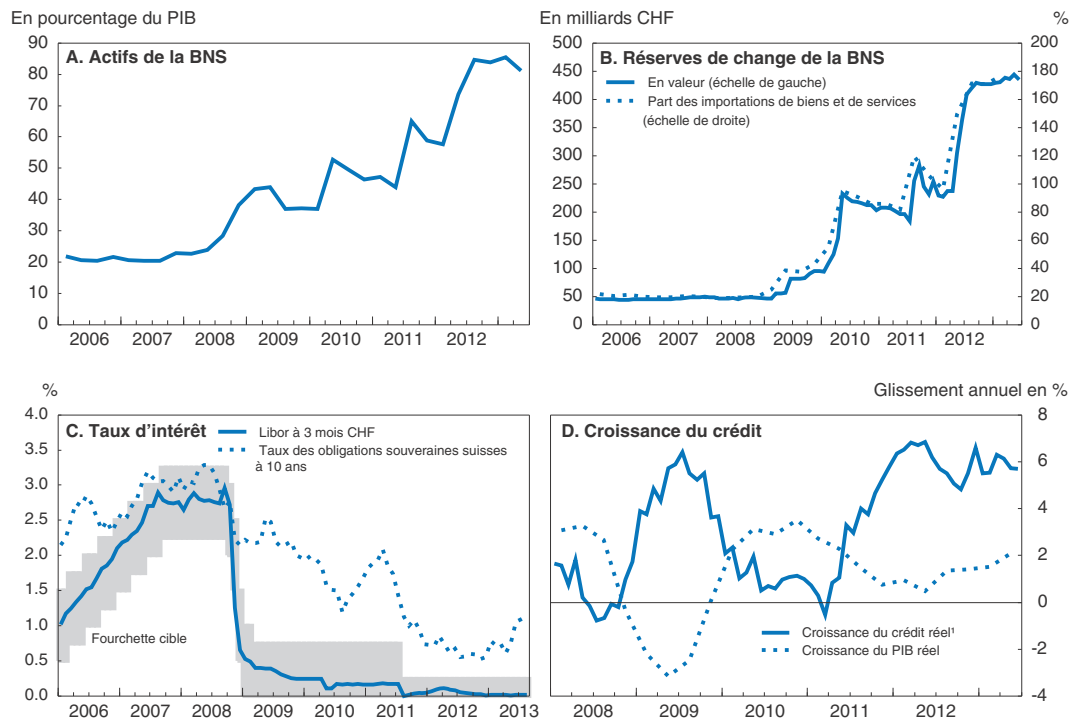 En pourcentage du PIB
A. Actifs de la BNS
90
80
70
60
50
40
30
20
10
0
2006 2007 2008 2009 2010 2011 2012
En milliards CHF
%
B. Réserves de change de la BNS
En valeur (échelle de gauche)
Part des importations de biens et de services
(échelle de droite)
500
450
400
350
300
250
200
150
100
50
0
200
180
160
140
120
100
80
60
40
20
0
2006 2007 2008 2009 2010 2011 2012
%
C. Taux d'intérêt
Libor à 3 mois CHF
Taux des obligations souveraines suisses
à 10 ans
4.0
3.5
3.0
2.5
2.0
1.5
1.0
0.5
0.0
Fourchette cible
2006 2007 2008 2009 2010 2011 2012 2013
Glissement annuel en %
D. Croissance du crédit
8
6
4
2
0
-2
-4
Croissance du crédit réel¹
Croissance du PIB réel
2008 2009 2010 2011 2012